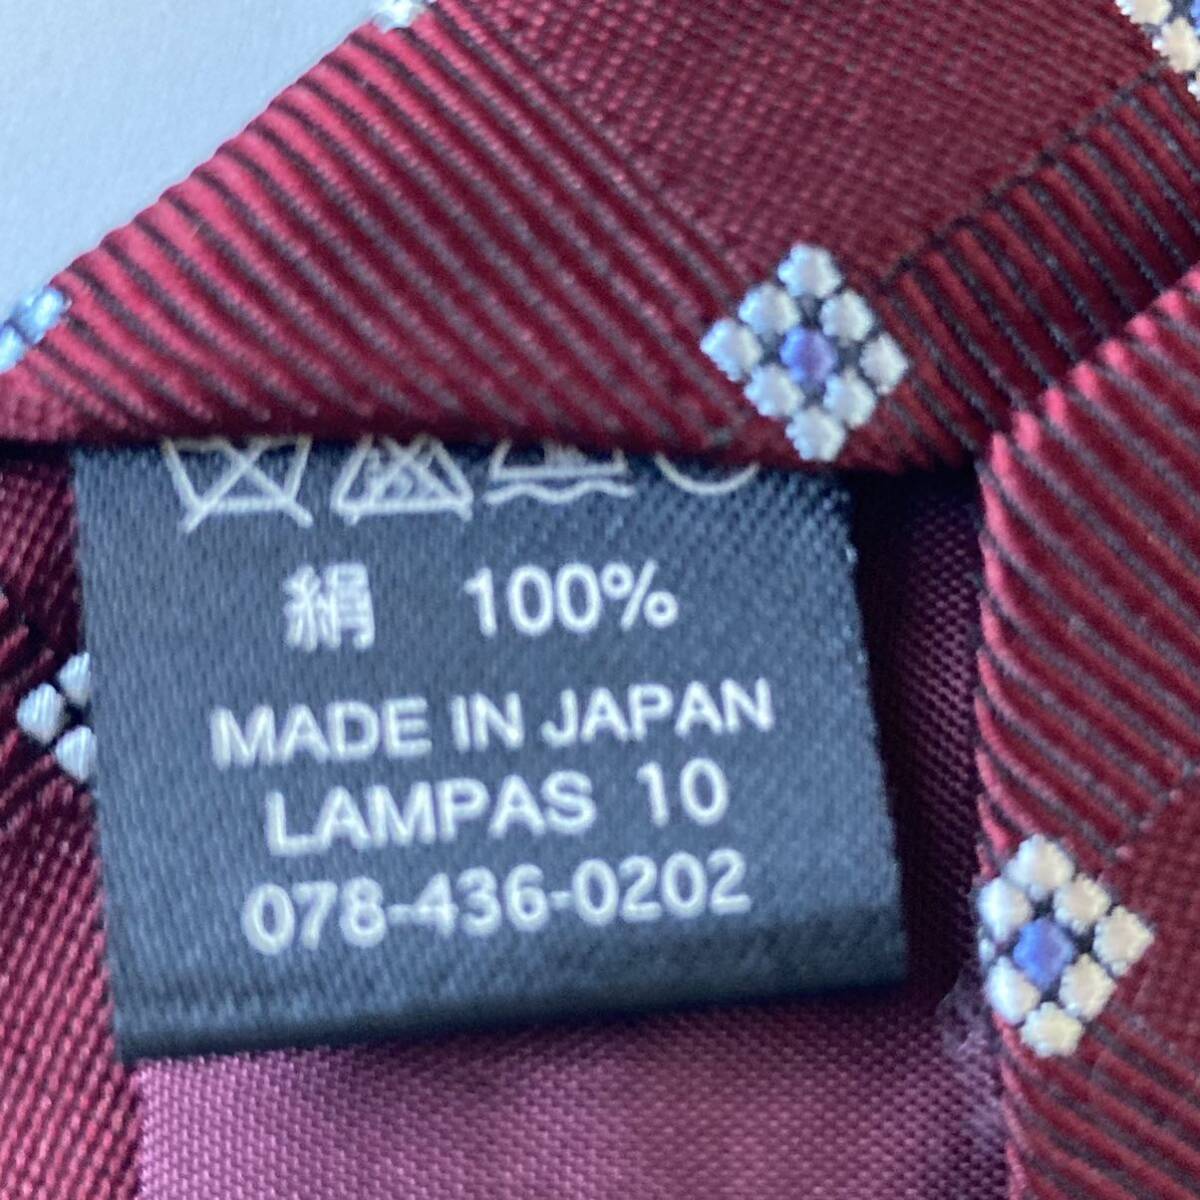 絹 100%
MADE IN JAPAN
LAMPAS 10
078-436-0202